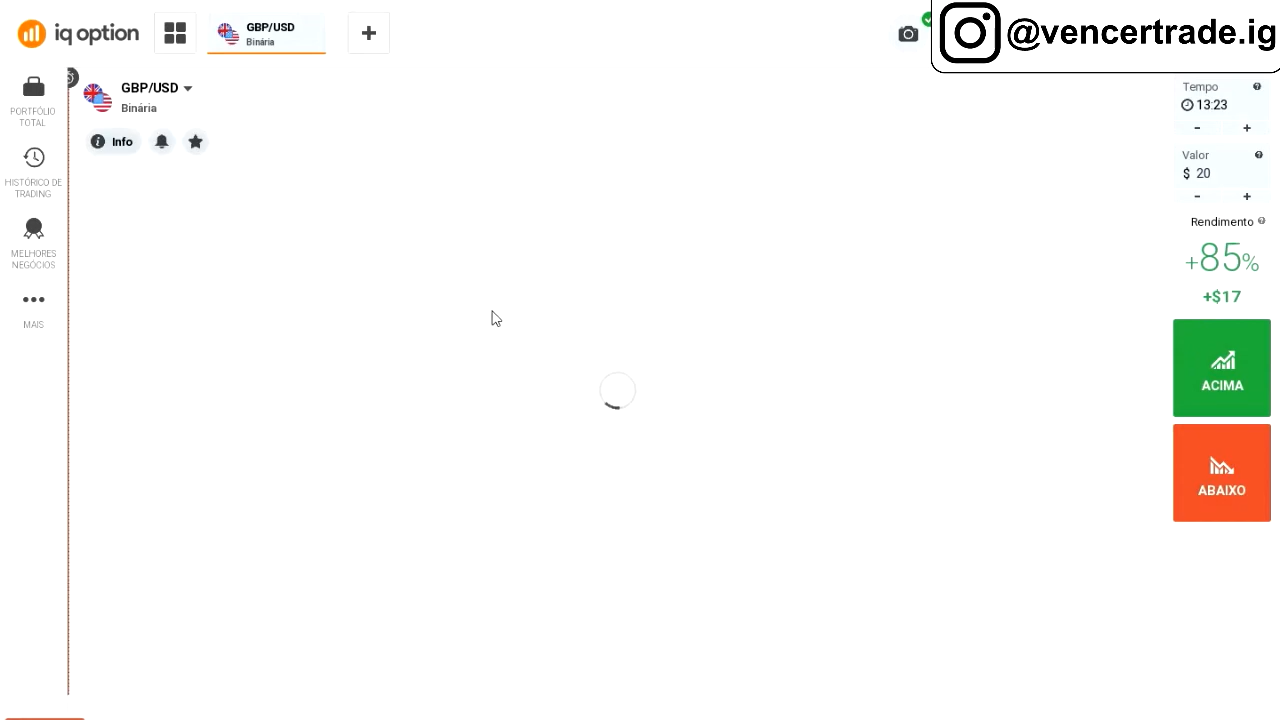 iq option
GBP/USD
Binária
+
@vencertrade.ig
PORTFÓLIO
TOTAL
HISTÓRICO DE
TRADING
MELHORES
NEGÓCIOS
MAIS
GBP/USD
Binária
Info
Tempo
13:23
- +
Valor
$ 20
- +
Rendimento
+85%
+$17
ACIMA
ABAIXO